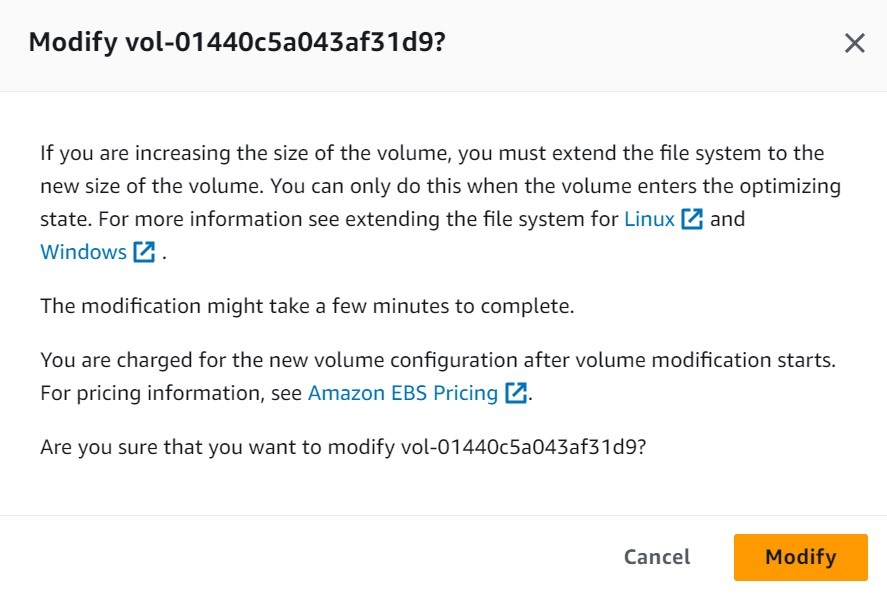 Modify vol-01440c5a043af31d9?
If you are increasing the size of the volume, you must extend the file system to the
new size of the volume. You can only do this when the volume enters the optimizing
state. For more information see extending the file system for Linux and
Windows .
The modification might take a few minutes to complete.
You are charged for the new volume configuration after volume modification starts.
For pricing information, see Amazon EBS Pricing .
Are you sure that you want to modify vol-01440c5a043af31d9?
Cancel Modify